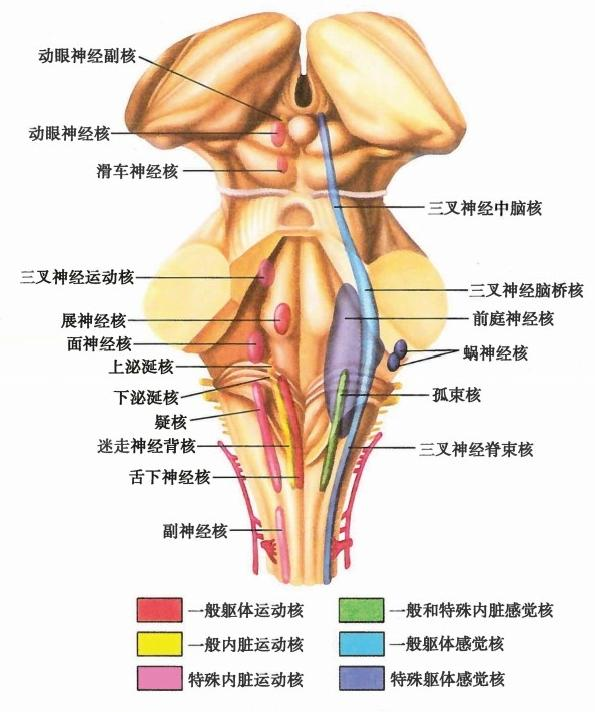 动眼神经副核
动眼神经核
滑车神经核
三叉神经中脑核
三叉神经运动核
三叉神经脑桥核
展神经核
前庭神经核
面神经核
蜗神经核
上泌涎核
下泌涎核
孤束核
疑核
迷走神经背核
三叉神经脊束核
舌下神经核
副神经核
一般躯体运动核
一般和特殊内脏感觉核
一般内脏运动核
一般躯体感觉核
特殊内脏运动核
特殊躯体感觉核